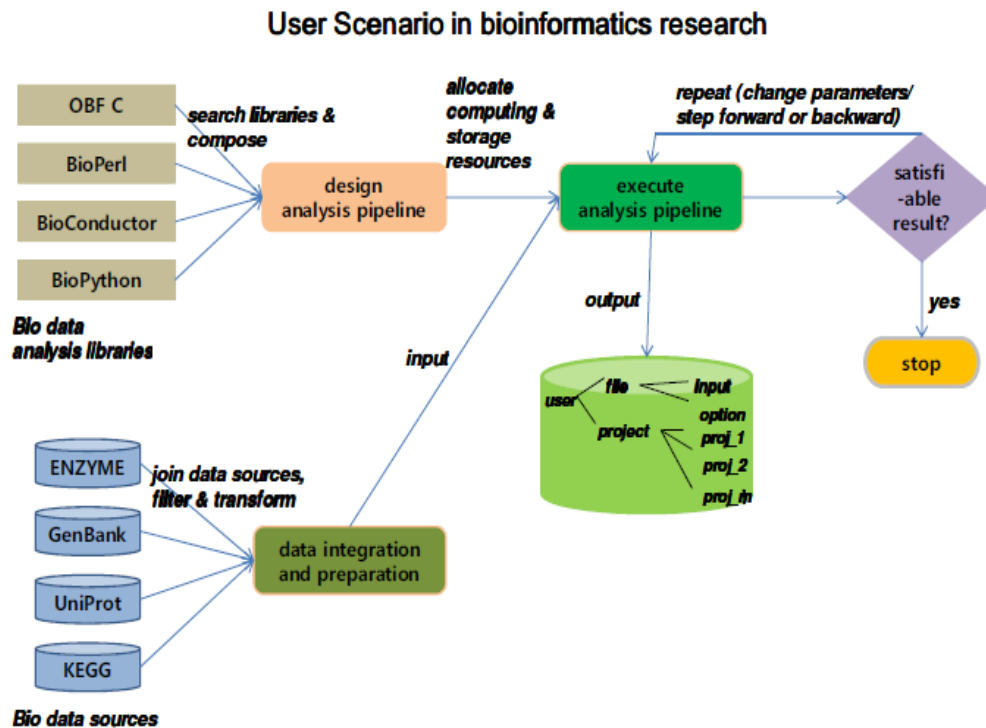 User Scenario in bioinformatics research
OBF C
BioPerl
BioConductor
BioPython
Bio data
analysis libraries
search libraries &
compose
design
analysis pipeline
allocate
computing &
storage
resources
execute
analysis pipeline
repeat (change parameters/
step forward or backward)
satisfi
-able
result?
yes
stop
output
input
user
file
input
option
project
proj_1
proj_2
proj_m
ENZYME
GenBank
UniProt
KEGG
Bio data sources
join data sources,
filter & transform
data integration
and preparation